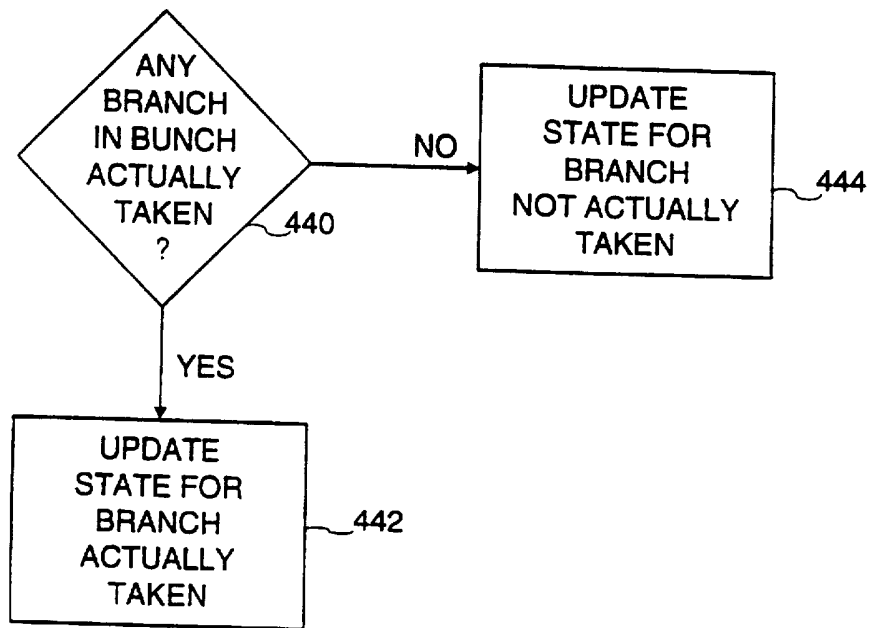 ANY
BRANCH
IN BUNCH
ACTUALLY
TAKEN
?
440
NO
UPDATE
STATE FOR
BRANCH
NOT ACTUALLY
TAKEN
444
YES
UPDATE
STATE FOR
BRANCH
ACTUALLY
TAKEN
442